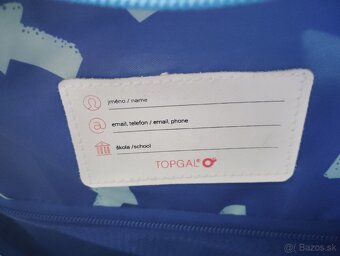 jméno / name
email, telefon / email, phone
škola /school
TOPGAL®
Bazos.sk